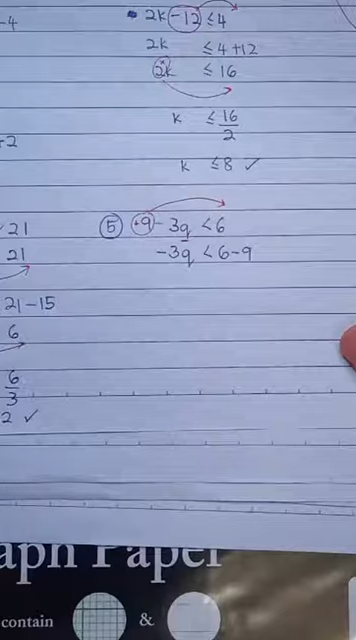 -4
2k -12 ≤ 4
2k ≤ 4 + 12
2k ≤ 16
k ≤ 16/2
+2
k ≤ 8 ✓
21
⑤ +9 - 3q < 6
21
-3q < 6 - 9
21 - 15
6
6/3
2 ✓
aph Paper
contain &